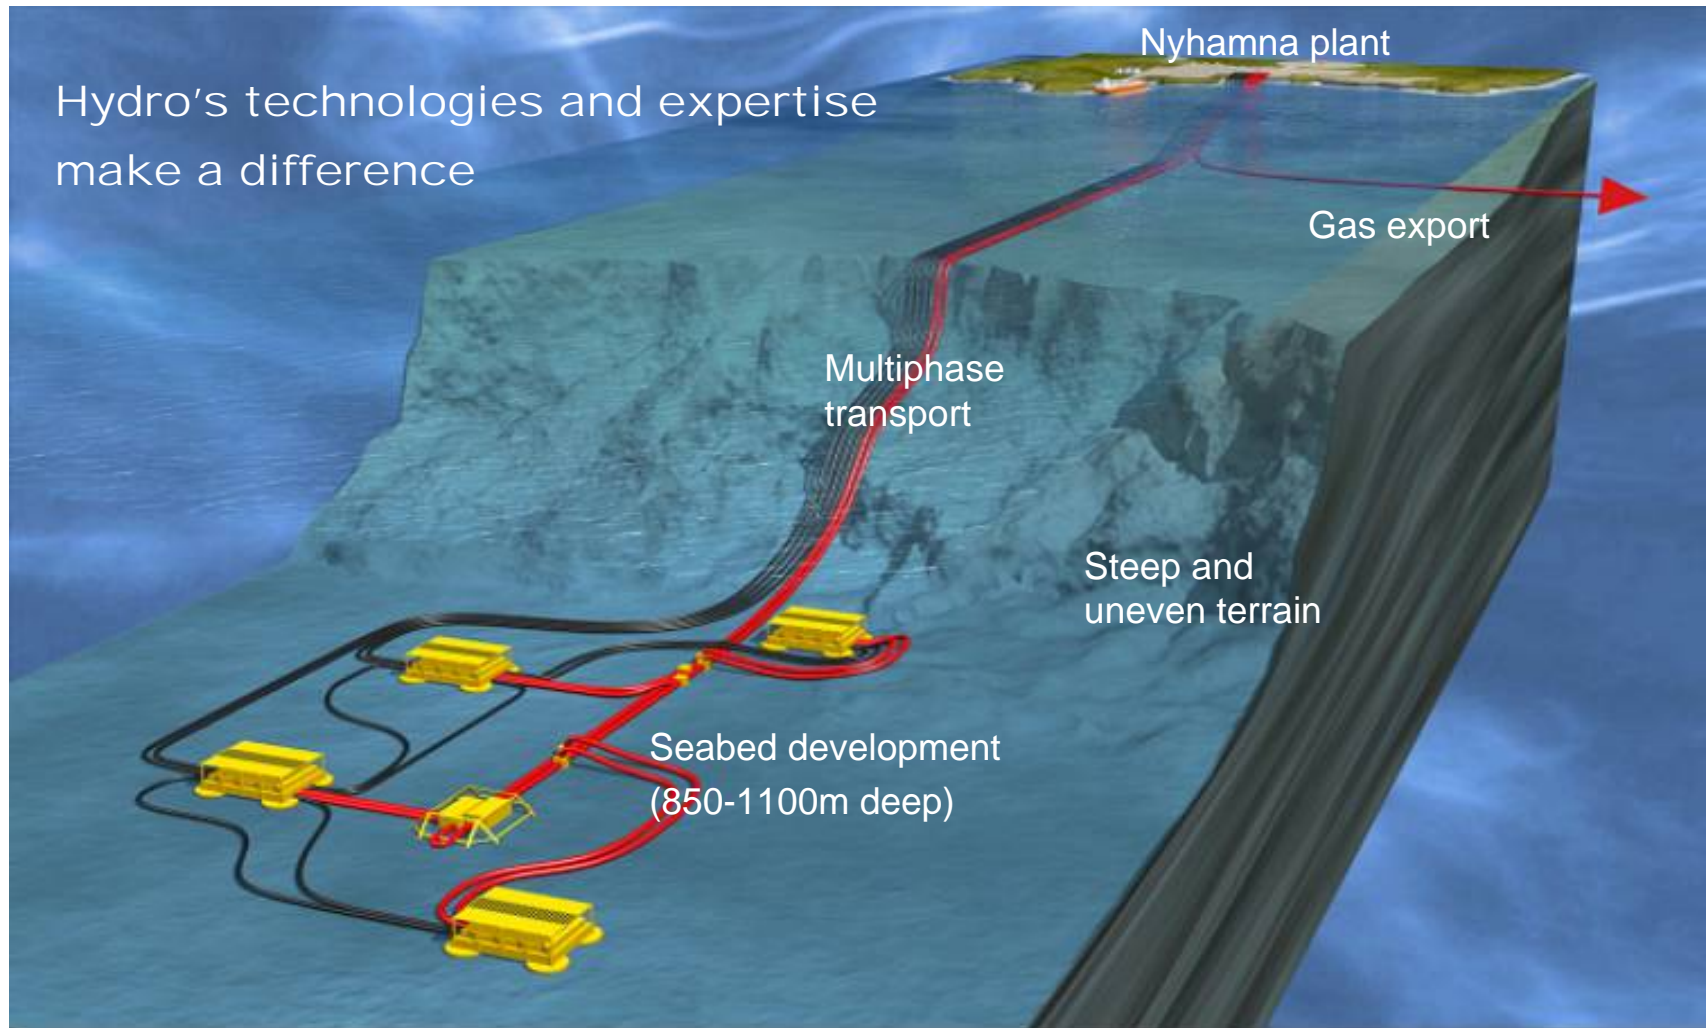 Nyhamna plant
Hydro's technologies and expertise
make a difference
Gas export
Multiphase
transport
Steep and
uneven terrain
Seabed development
(850-1100m deep)